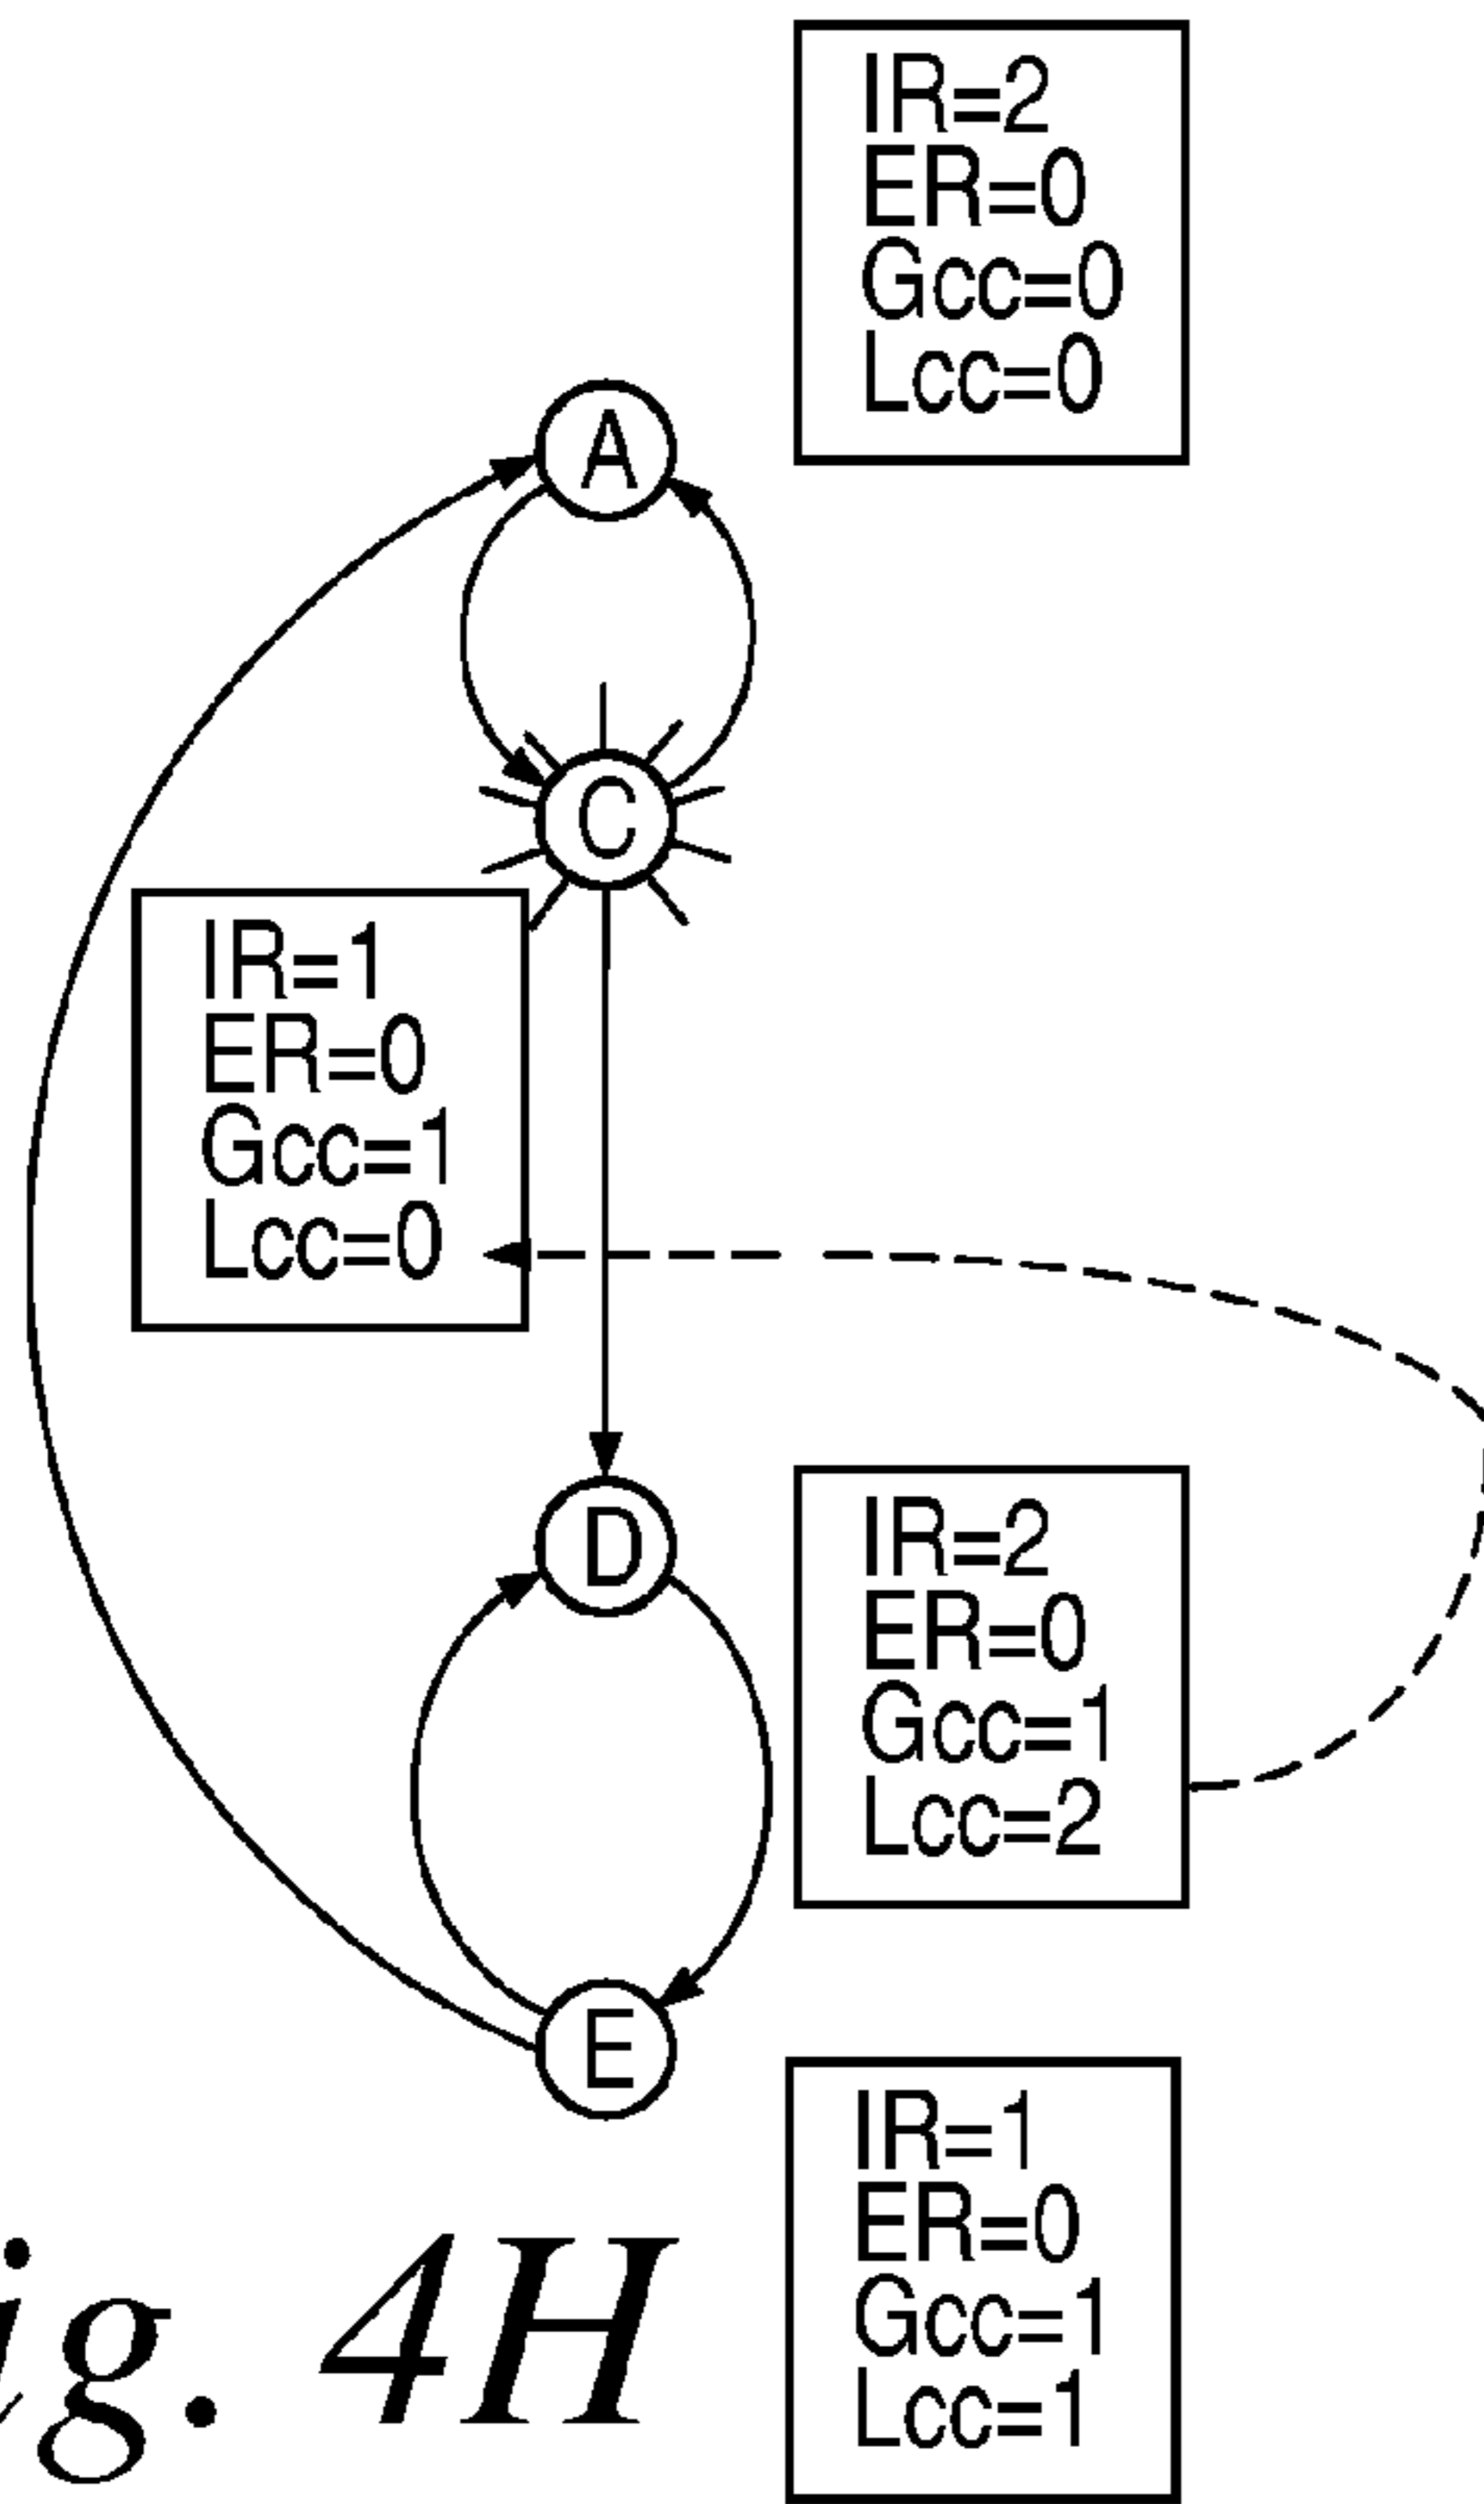 IR=2
ER=0
Gcc=0
Lcc=0
A
C
IR=1
ER=0
Gcc=1
Lcc=0
D
IR=2
ER=0
Gcc=1
Lcc=2
E
IR=1
ER=0
Gcc=1
Lcc=1
ig. 4H